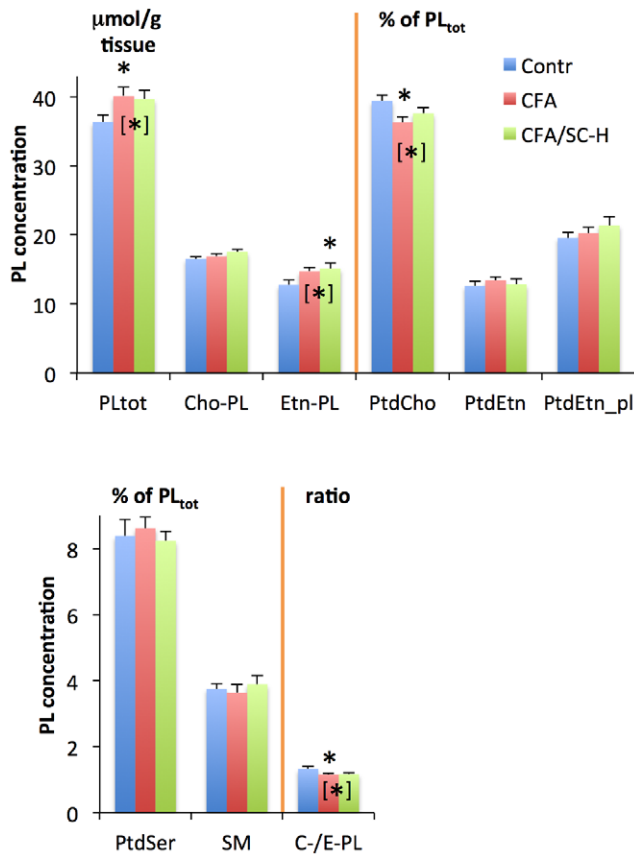 μmol/g
tissue
% of PLtot
Contr
CFA
CFA/SC-H
PL concentration
40
30
20
10
0
*
[*]
*
[*]
*
[*]
PLtot Cho-PL Etn-PL PtdCho PtdEtn PtdEtn_pl
% of PLtot
ratio
PL concentration
8
6
4
2
0
*
[*]
PtdSer SM C-/E-PL